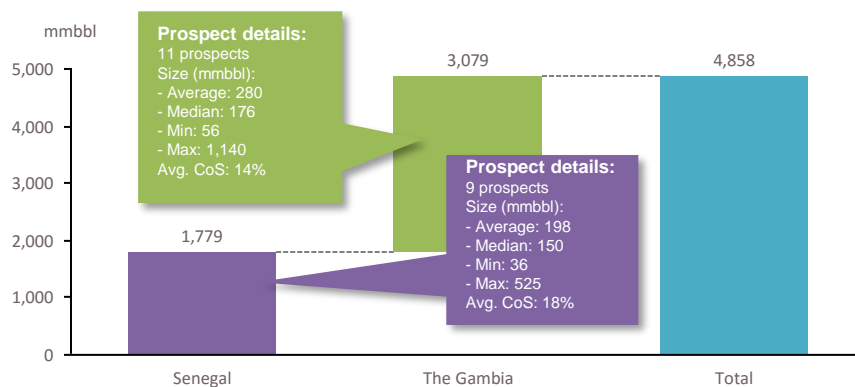 mmbbl
5,000
4,000
3,000
2,000
1,000
0
Prospect details:
11 prospects
Size (mmbbl):
- Average: 280
- Median: 176
- Min: 56
- Max: 1,140
Avg. CoS: 14%
Prospect details:
9 prospects
Size (mmbbl):
- Average: 198
- Median: 150
- Min: 36
- Max: 525
Avg. CoS: 18%
1,779
3,079
4,858
Senegal
The Gambia
Total